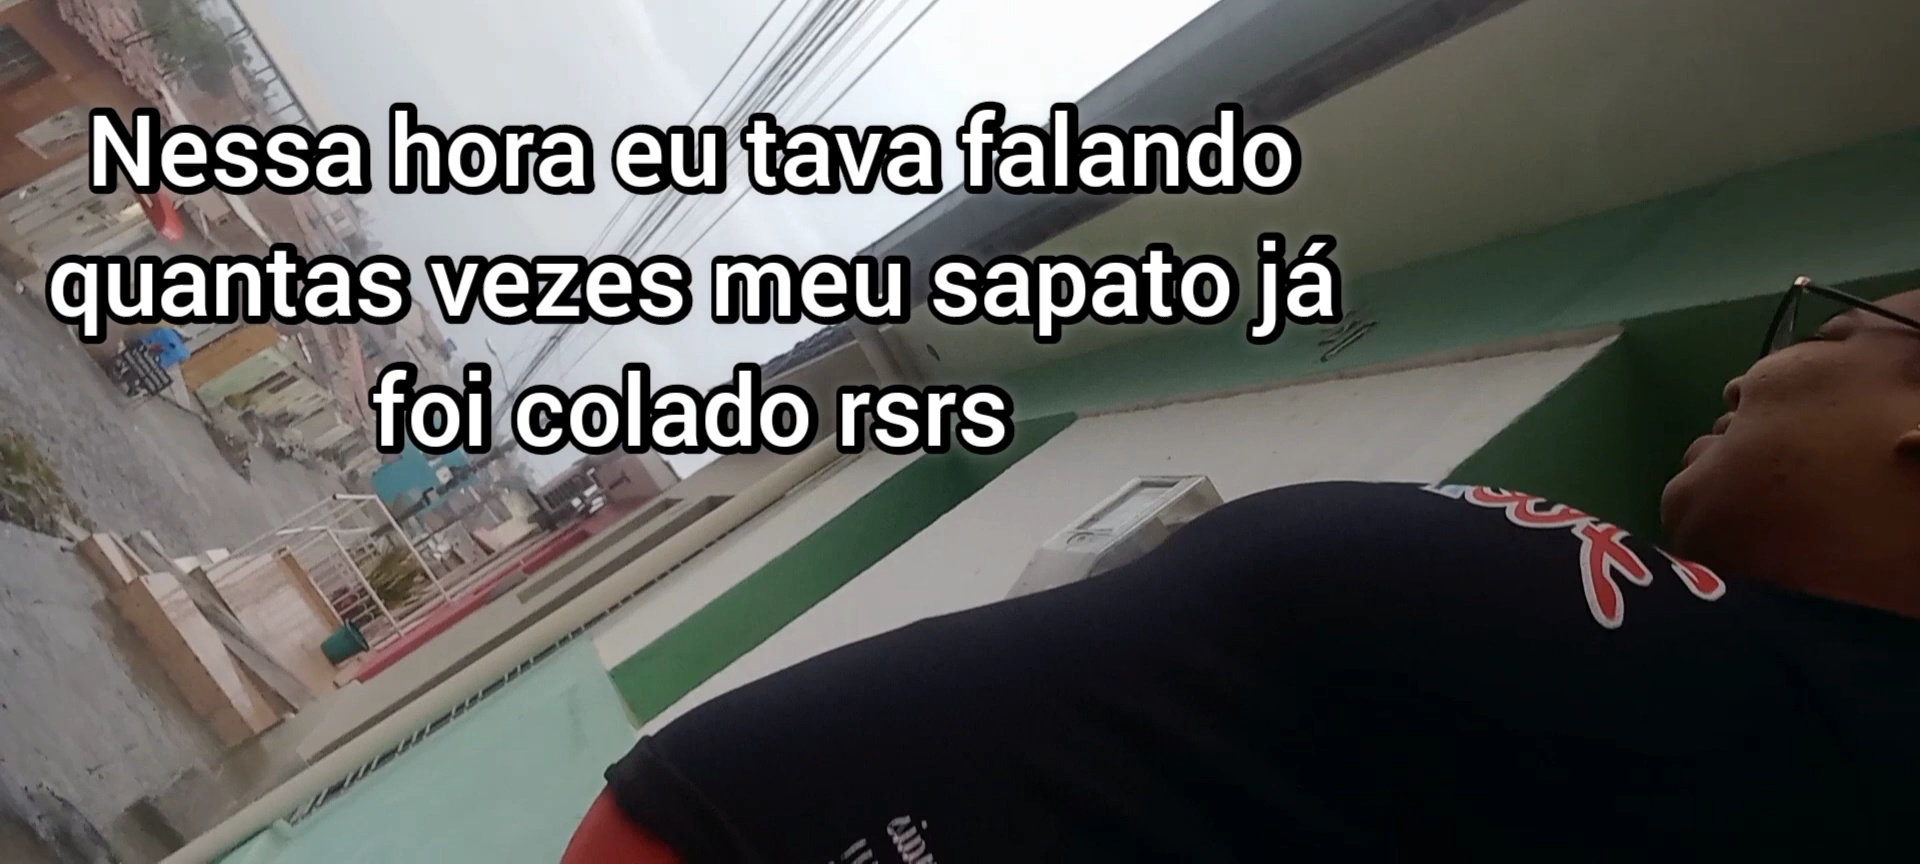 Nessa hora eu tava falando
quantas vezes meu sapato já
foi colado rsrs